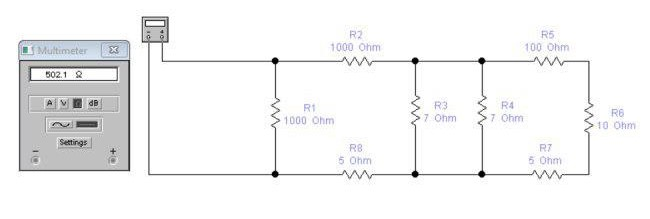 Multimeter
502.1 Ω
A V Ω dB
Settings
− +
− +
R2
1000 Ohm
R5
100 Ohm
R1
1000 Ohm
R3
7 Ohm
R4
7 Ohm
R6
10 Ohm
R8
5 Ohm
R7
5 Ohm